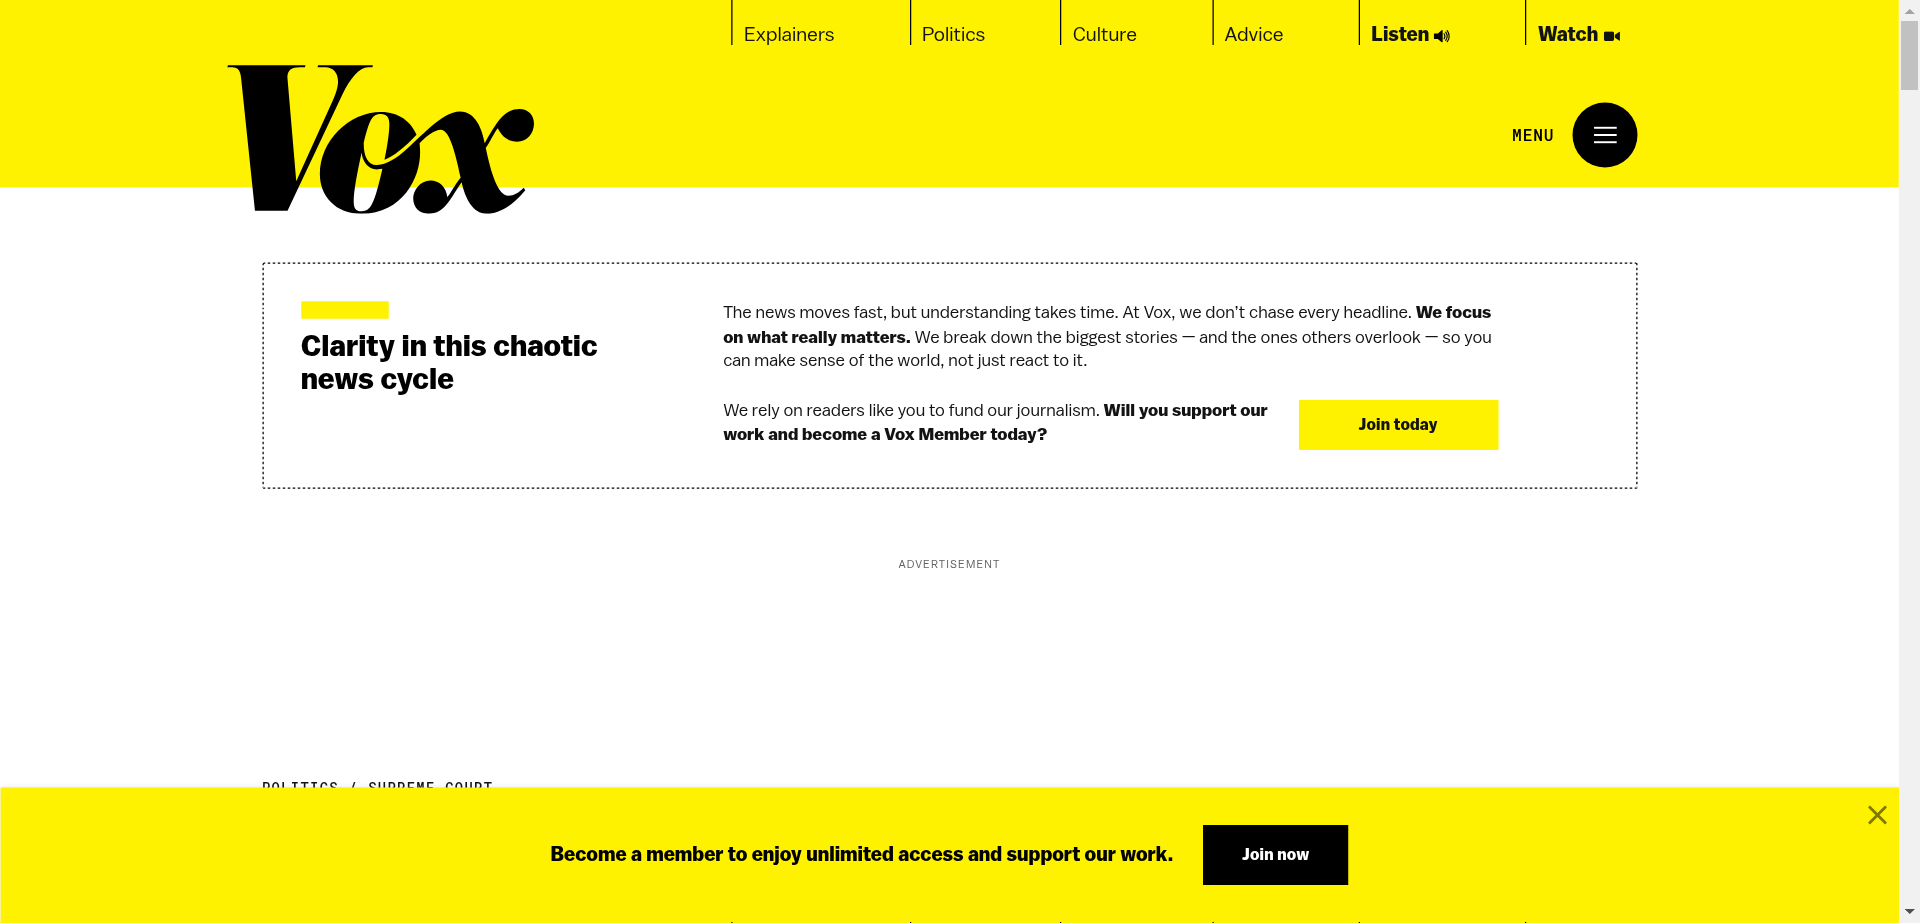 Explainers
Politics
Culture
Advice
Listen
Watch
Vox
MENU
Clarity in this chaotic
news cycle
The news moves fast, but understanding takes time. At Vox, we don't chase every headline. We focus
on what really matters. We break down the biggest stories — and the ones others overlook — so you
can make sense of the world, not just react to it.
We rely on readers like you to fund our journalism. Will you support our
work and become a Vox Member today?
Join today
ADVERTISEMENT
POLITICS / SUPREME COURT
Become a member to enjoy unlimited access and support our work.
Join now